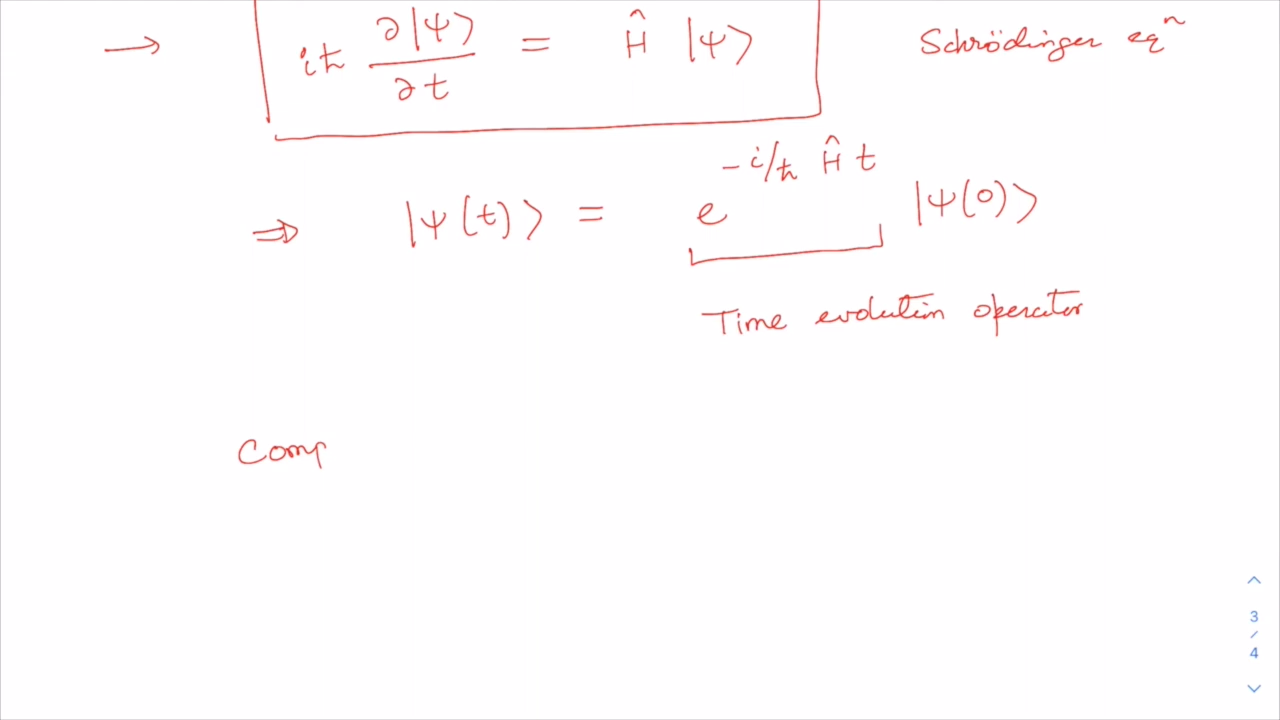 → iħ ∂|ψ⟩/∂t = Ĥ |ψ⟩ Schrödinger eqⁿ
⇒ |ψ(t)⟩ = e^{-i/ħ Ĥ t} |ψ(0)⟩
Time evolution operator
Comp
3
/
4